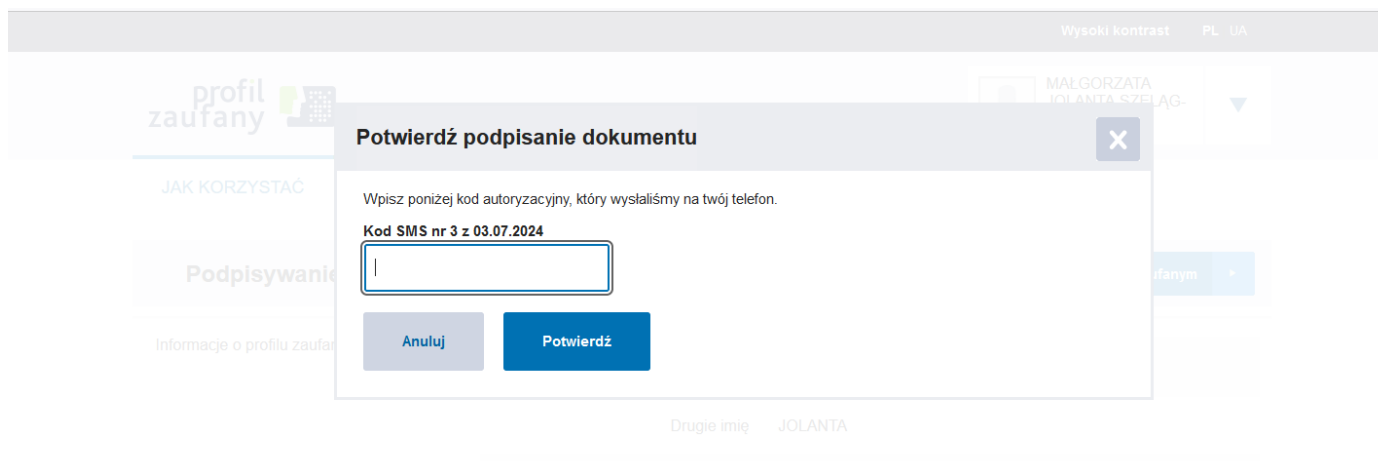 Wysoki kontrast PL UA
profil
zaufany
MAŁGORZATA
JOLANTA SZELĄG-
Potwierdź podpisanie dokumentu
JAK KORZYSTAĆ
Wpisz poniżej kod autoryzacyjny, który wysłaliśmy na twój telefon.
Kod SMS nr 3 z 03.07.2024
Podpisywanie
Anuluj Potwierdź
Informacje o profilu
Drugie imię JOLANTA